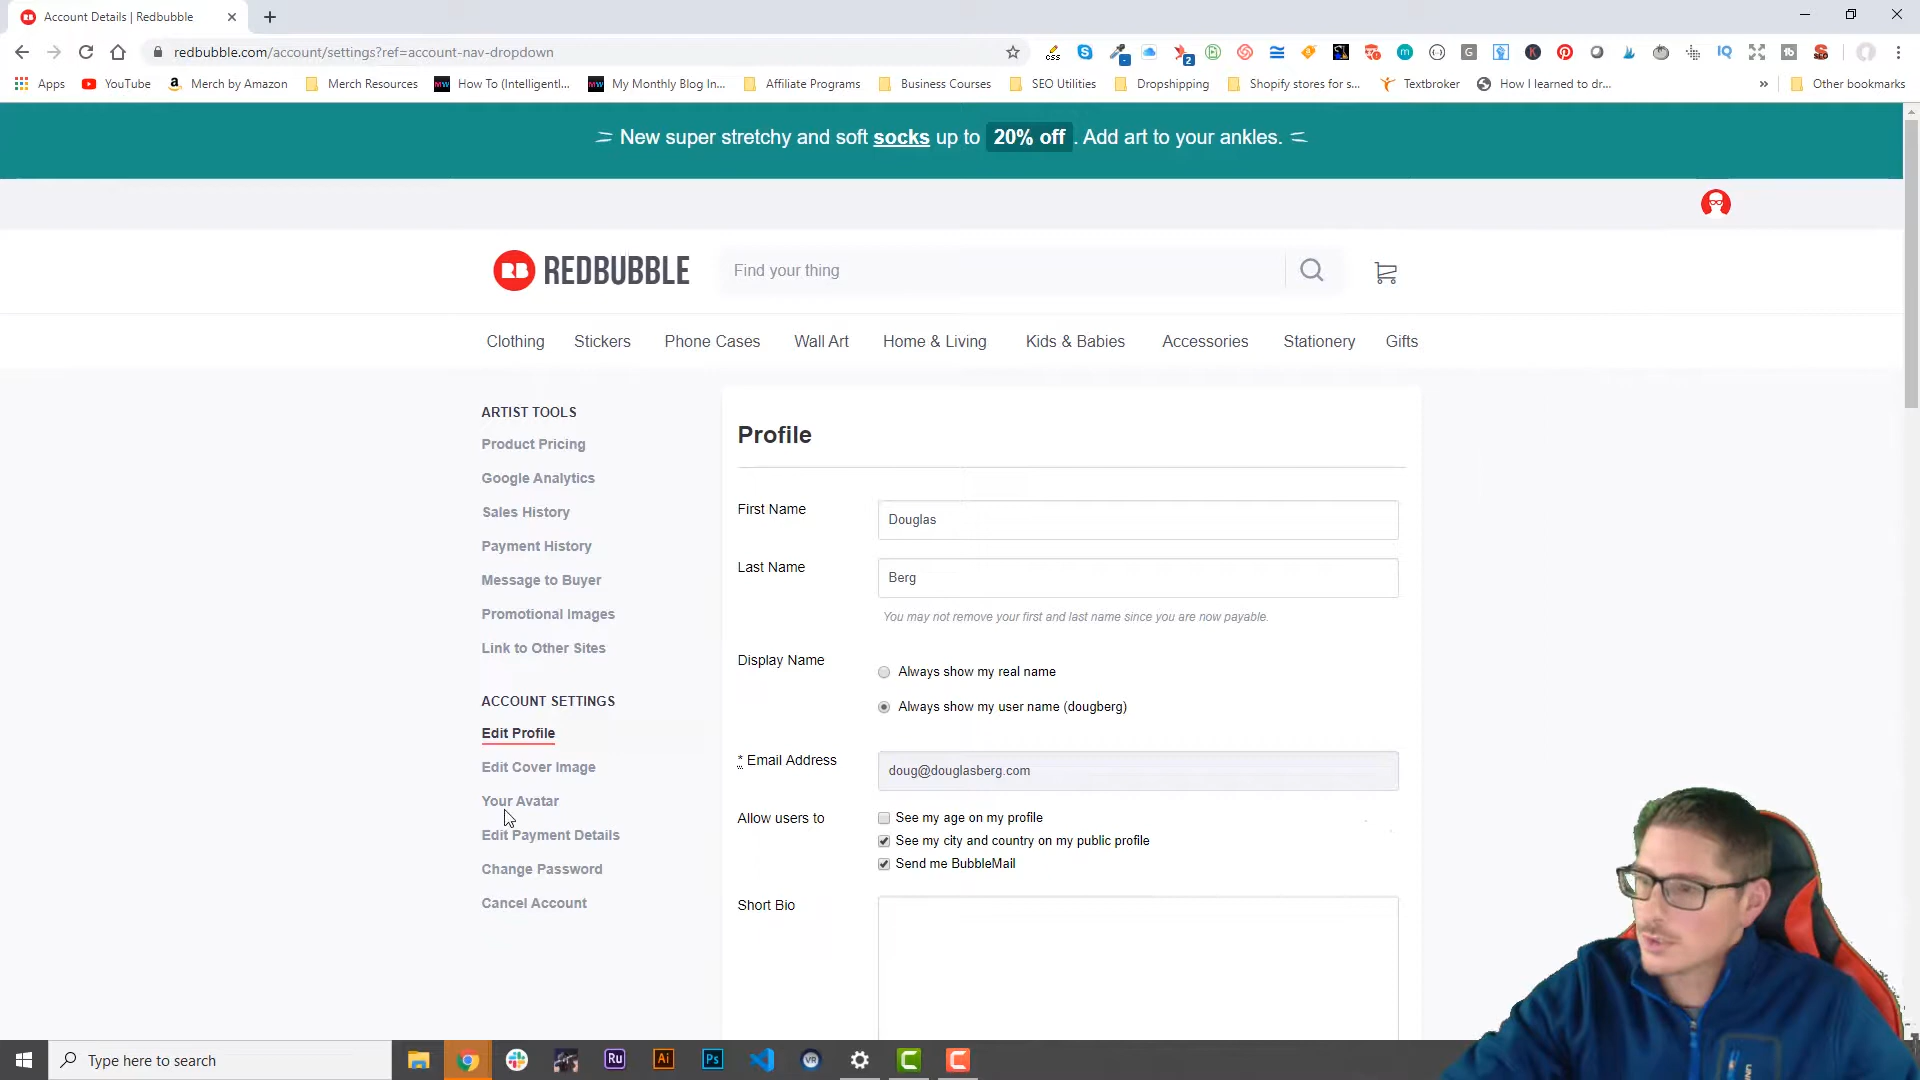 Account Details | Redbubble
redbubble.com/account/settings?ref=account-nav-dropdown
Apps YouTube Merch by Amazon Merch Resources How To (Intelligentl... My Monthly Blog In... Affiliate Programs Business Courses SEO Utilities Dropshipping Shopify stores for s... Textbroker How I learned to dr... » Other bookmarks
New super stretchy and soft socks up to 20% off . Add art to your ankles.
RB REDBUBBLE Find your thing
Clothing Stickers Phone Cases Wall Art Home & Living Kids & Babies Accessories Stationery Gifts
ARTIST TOOLS
Product Pricing
Google Analytics
Sales History
Payment History
Message to Buyer
Promotional Images
Link to Other Sites
ACCOUNT SETTINGS
Edit Profile
Edit Cover Image
Your Avatar
Edit Payment Details
Change Password
Cancel Account
Profile
First Name Douglas
Last Name Berg
You may not remove your first and last name since you are now payable.
Display Name
Always show my real name
Always show my user name (dougberg)
* Email Address doug@douglasberg.com
Allow users to See my age on my profile
See my city and country on my public profile
Send me BubbleMail
Short Bio
Type here to search Ru Ai Ps VR